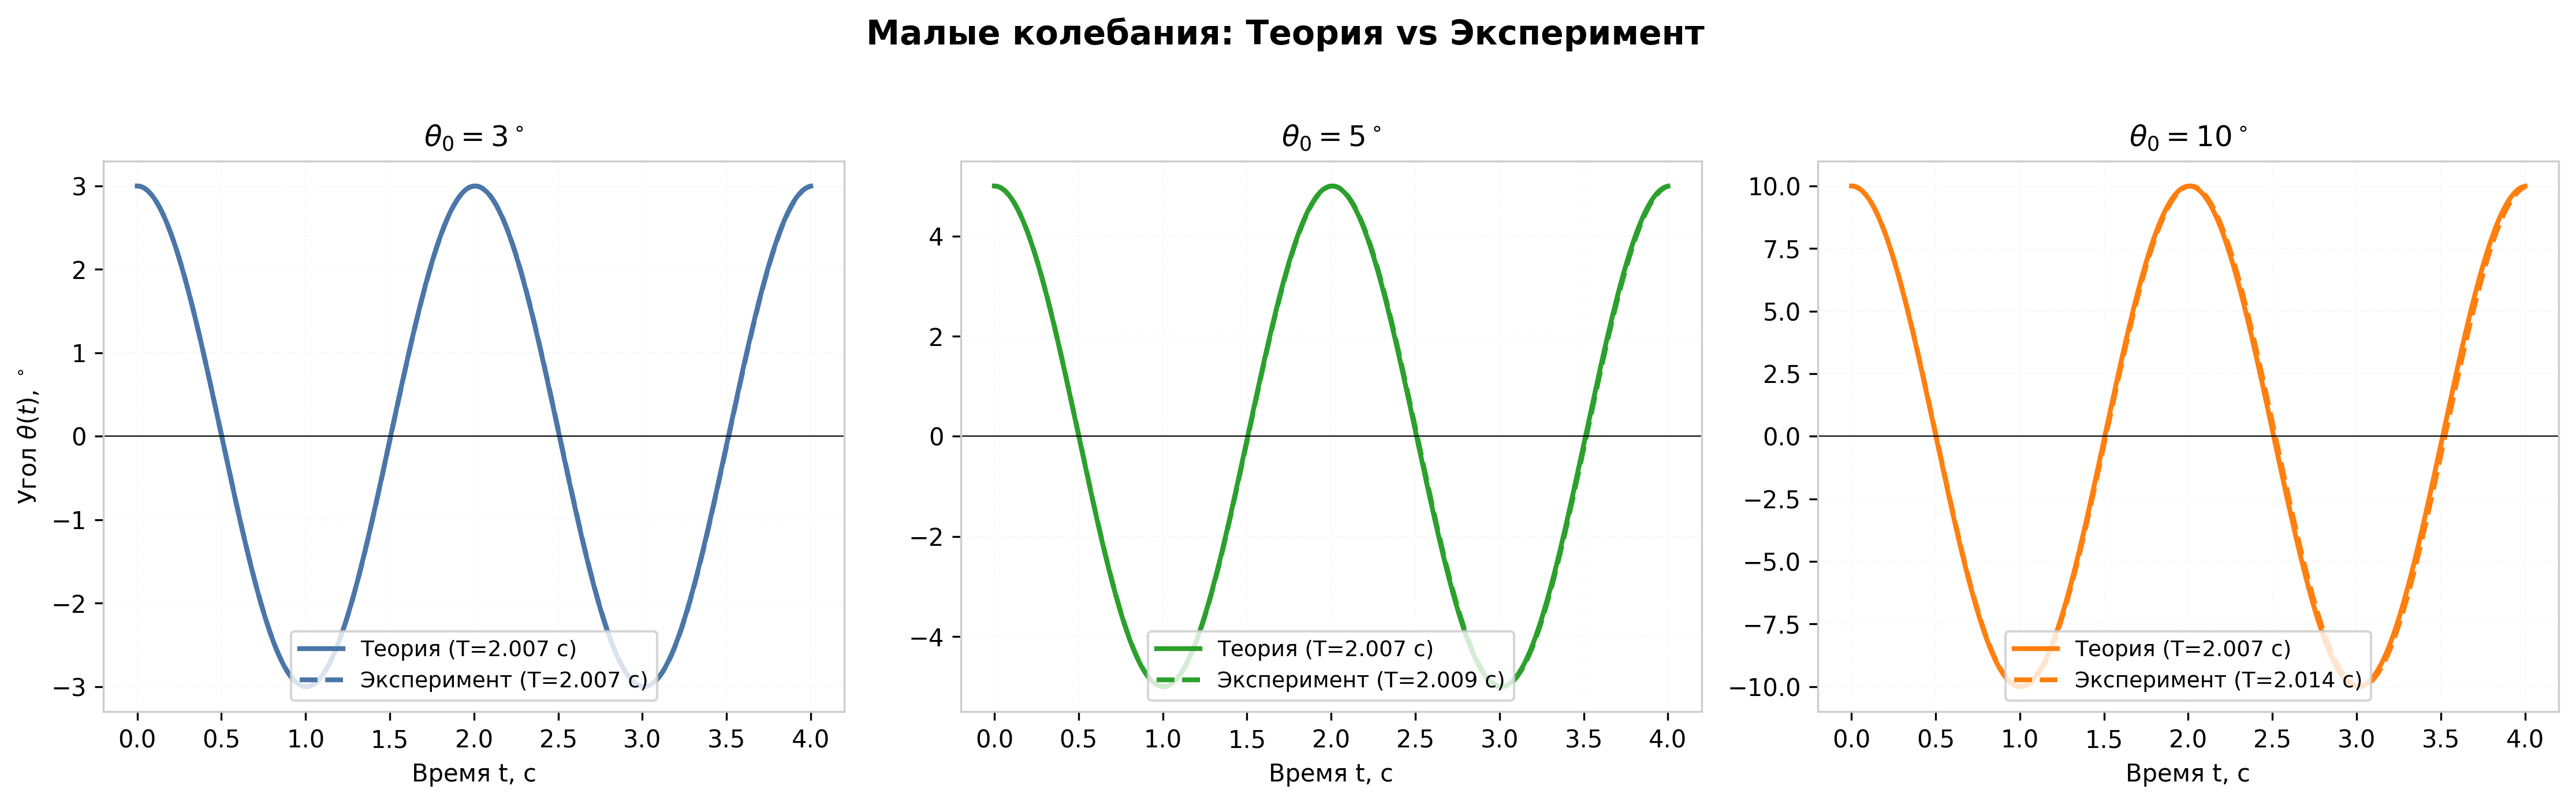 Малые колебания: Теория vs Эксперимент
θ₀ = 3°
3
2
1
0
−1
−2
−3
Угол θ(t), °
0.0 0.5 1.0 1.5 2.0 2.5 3.0 3.5 4.0
Время t, с
Теория (T=2.007 с)
Эксперимент (T=2.007 с)
θ₀ = 5°
4
2
0
−2
−4
0.0 0.5 1.0 1.5 2.0 2.5 3.0 3.5 4.0
Время t, с
Теория (T=2.007 с)
Эксперимент (T=2.009 с)
θ₀ = 10°
10.0
7.5
5.0
2.5
0.0
−2.5
−5.0
−7.5
−10.0
0.0 0.5 1.0 1.5 2.0 2.5 3.0 3.5 4.0
Время t, с
Теория (T=2.007 с)
Эксперимент (T=2.014 с)